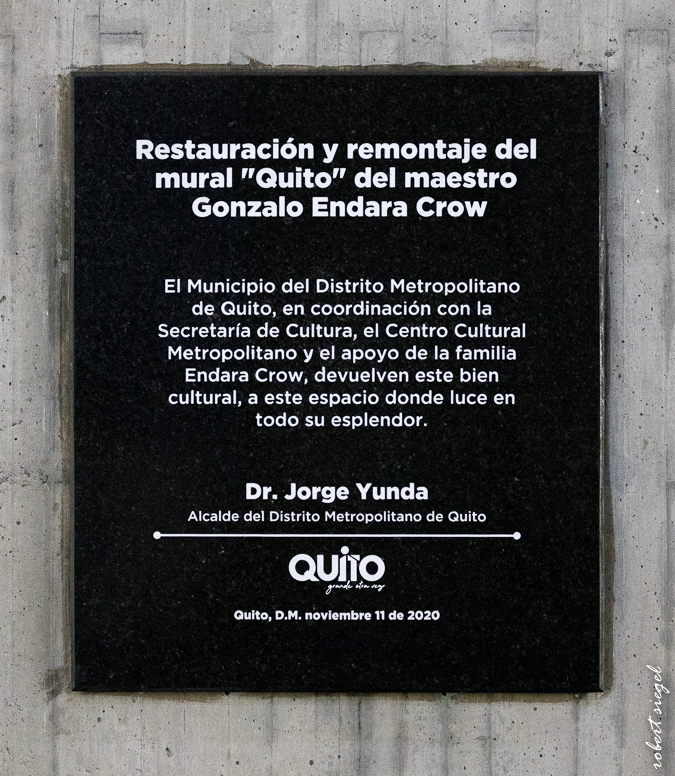 Restauración y remontaje del
mural "Quito" del maestro
Gonzalo Endara Crow
El Municipio del Distrito Metropolitano
de Quito, en coordinación con la
Secretaría de Cultura, el Centro Cultural
Metropolitano y el apoyo de la familia
Endara Crow, devuelven este bien
cultural, a este espacio donde luce en
todo su esplendor.
Dr. Jorge Yunda
Alcalde del Distrito Metropolitano de Quito
QUITO
grande otra vez
Quito, D.M. noviembre 11 de 2020
robert siegel